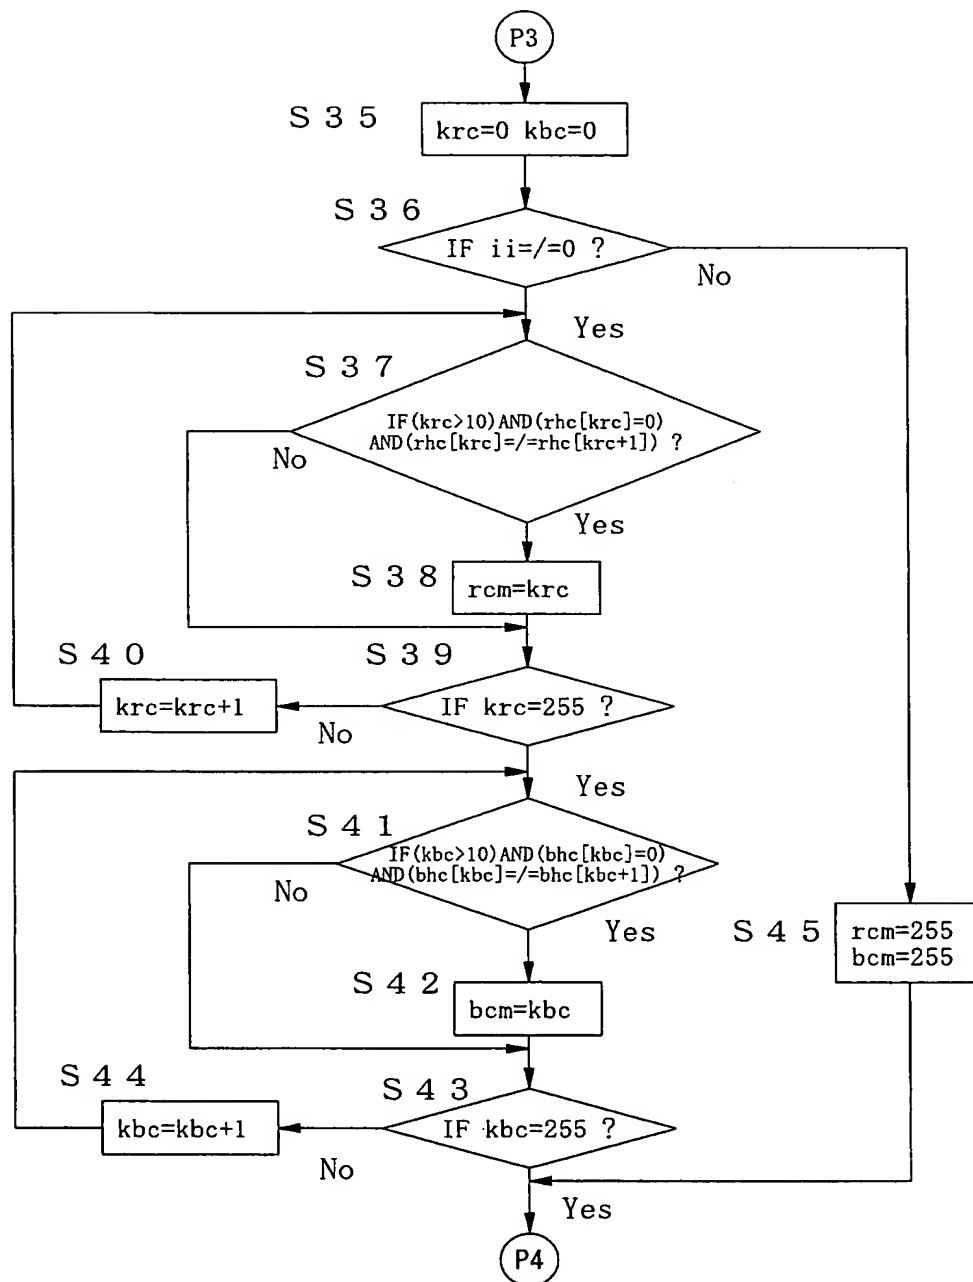 P3
S35
krc=0 kbc=0
S36
IF ii=/=0 ?
No
Yes
S37
IF(krc>10)AND(rhc[krc]=0)
AND(rhc[krc]=/=rhc[krc+1]) ?
No
Yes
S38
rcm=krc
S40
S39
krc=krc+1
IF krc=255 ?
No
Yes
S41
IF(kbc>10)AND(bhc[kbc]=0)
AND(bhc[kbc]=/=bhc[kbc+1]) ?
No
Yes
S45
rcm=255
bcm=255
S42
bcm=kbc
S44
S43
kbc=kbc+1
IF kbc=255 ?
No
Yes
P4